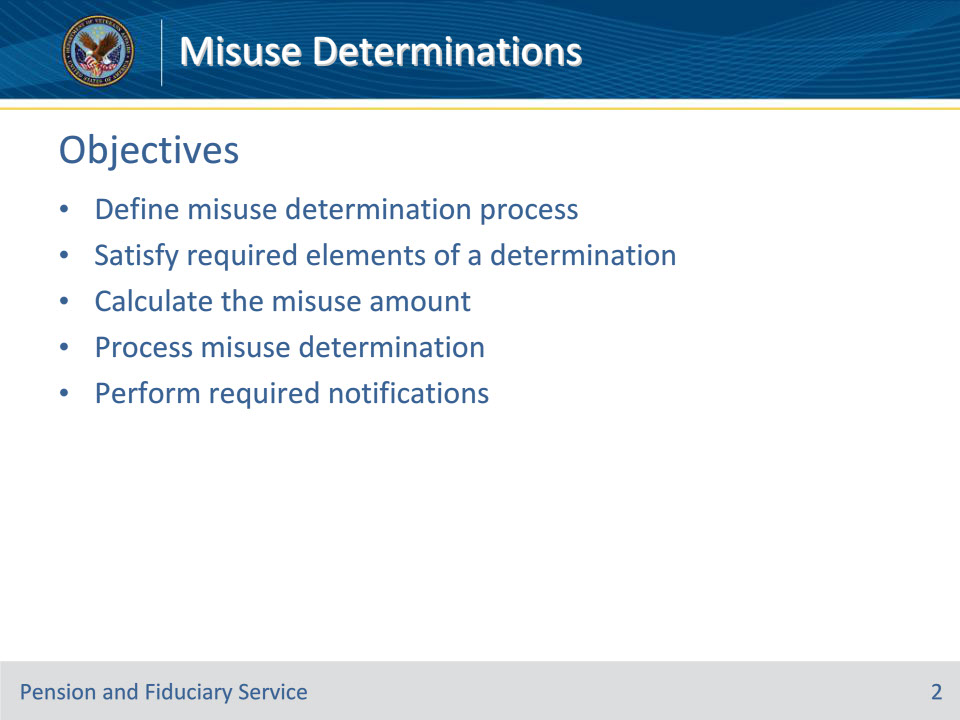 Misuse Determinations
Objectives
• Define misuse determination process
• Satisfy required elements of a determination
• Calculate the misuse amount
• Process misuse determination
• Perform required notifications
Pension and Fiduciary Service
2